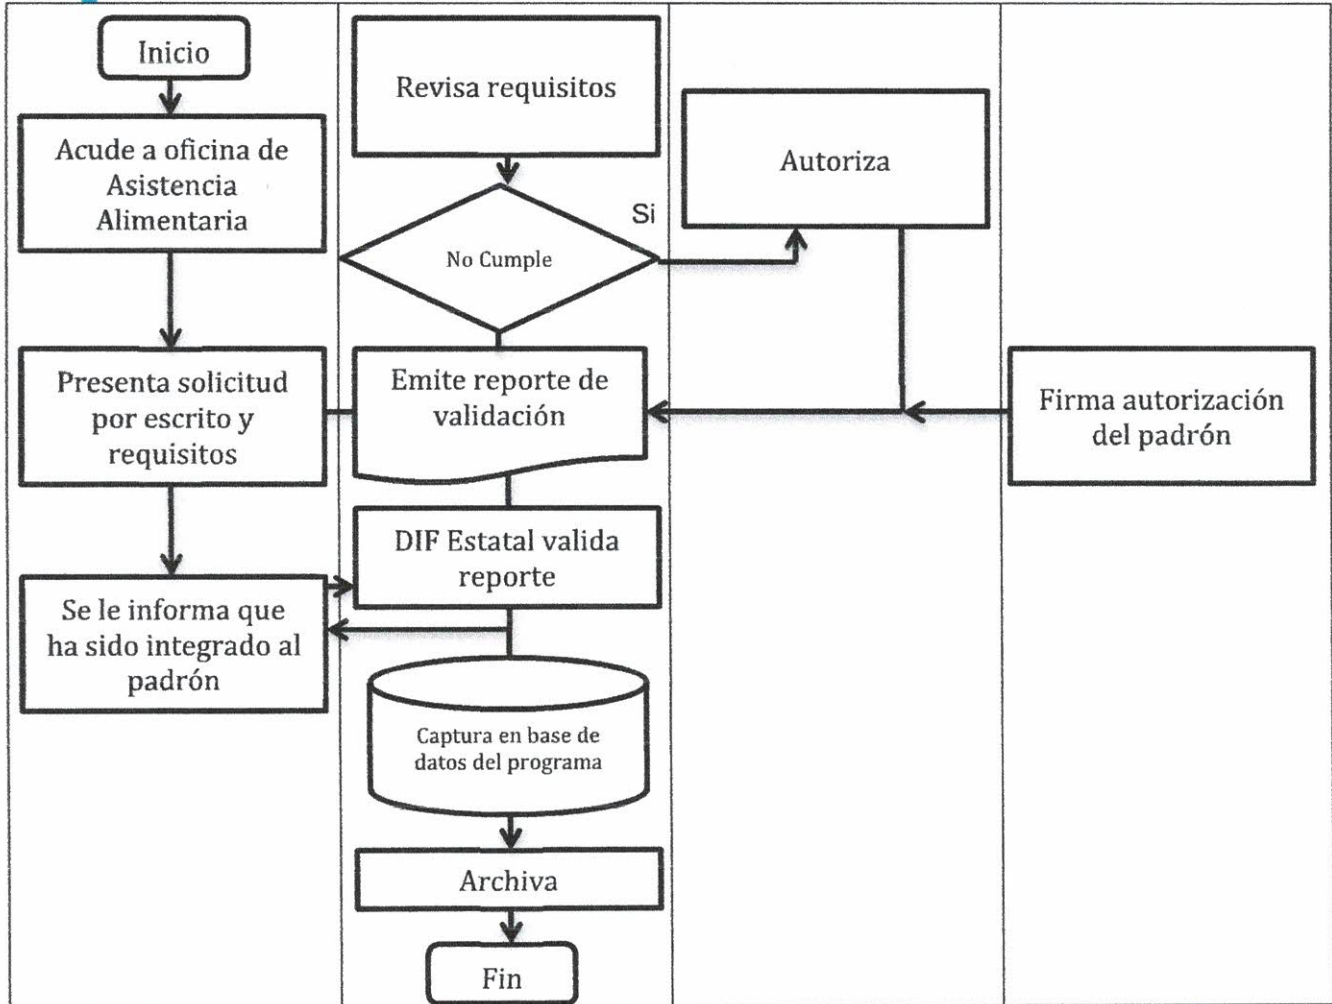 Inicio
Acude a oficina de
Asistencia
Alimentaria
Presenta solicitud
por escrito y
requisitos
Se le informa que
ha sido integrado al
padrón
Revisa requisitos
No Cumple
Si
Emite reporte de
validación
DIF Estatal valida
reporte
Captura en base de
datos del programa
Archiva
Fin
Autoriza
Firma autorización
del padrón